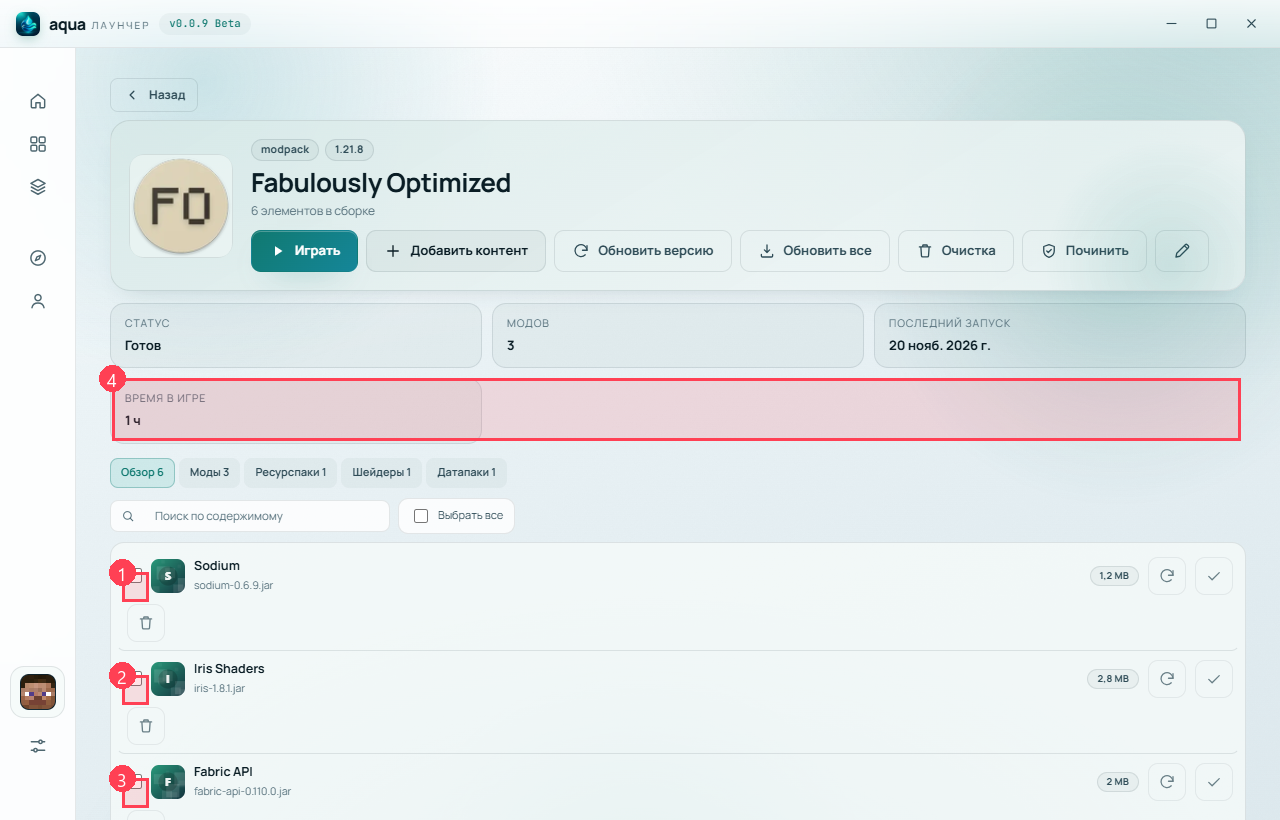 aqua ЛАУНЧЕР v0.0.9 Beta
Назад
modpack 1.21.8
Fabulously Optimized
6 элементов в сборке
Играть Добавить контент Обновить версию Обновить все Очистка Починить
СТАТУС МОДОВ ПОСЛЕДНИЙ ЗАПУСК
Готов 3 20 нояб. 2026 г.
4
ВРЕМЯ В ИГРЕ
1 ч
Обзор 6 Моды 3 Ресурспаки 1 Шейдеры 1 Датапаки 1
Поиск по содержимому Выбрать все
1 S Sodium 1,2 MB
sodium-0.6.9.jar
2 I Iris Shaders 2,8 MB
iris-1.8.1.jar
3 F Fabric API 2 MB
fabric-api-0.110.0.jar
FO